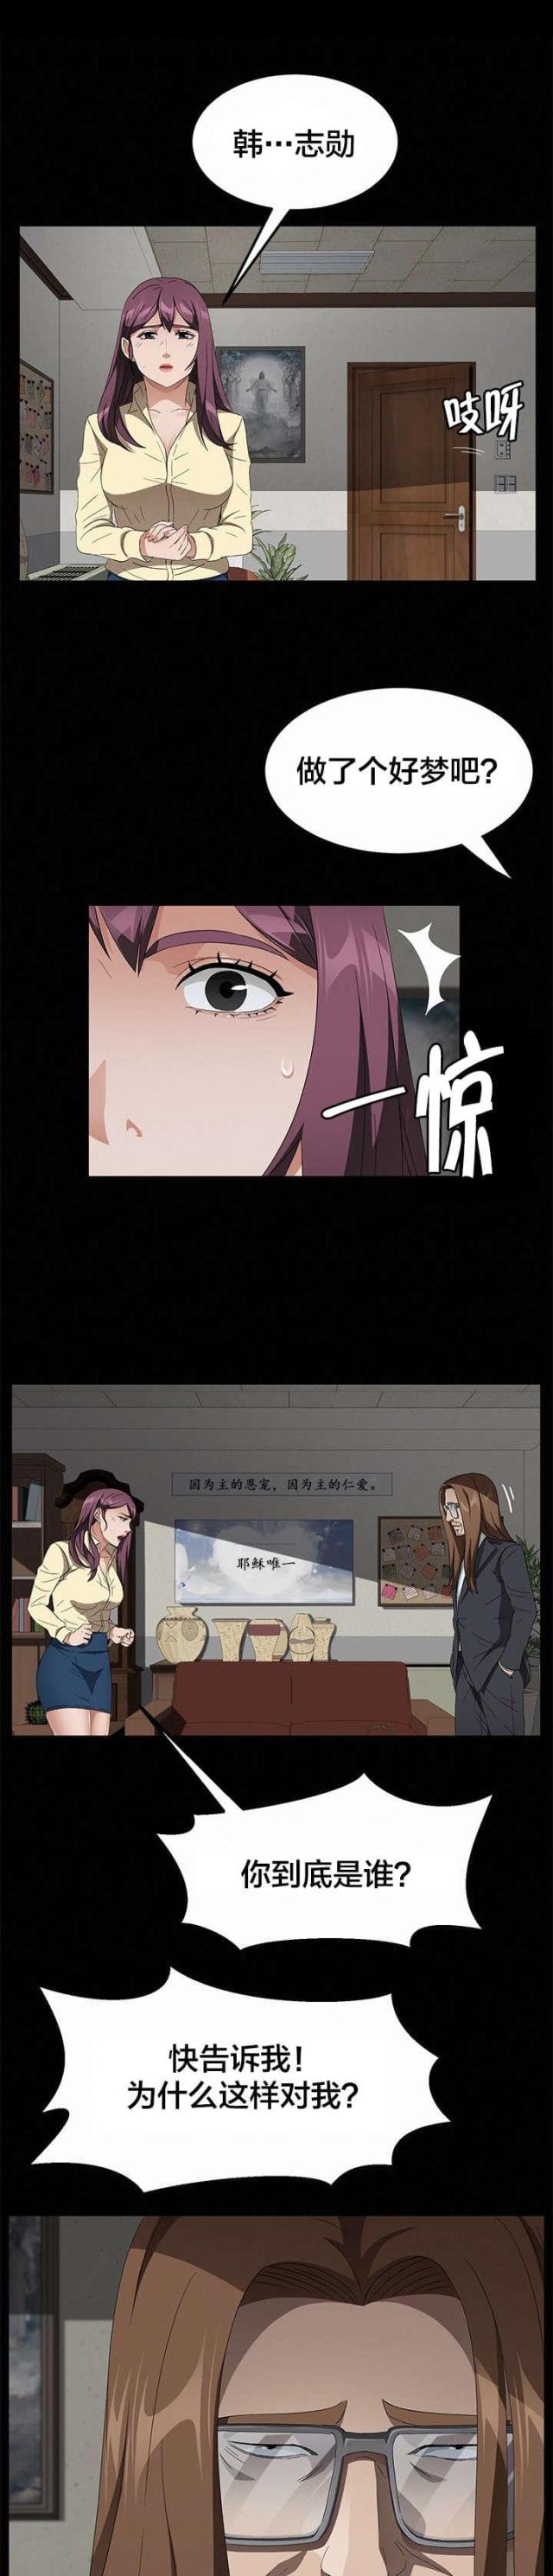 韩…志勋
吱呀
做了个好梦吧？
一惊
因为主的恩宠，因为主的仁爱。
耶稣唯一
你到底是谁？
快告诉我！
为什么这样对我？